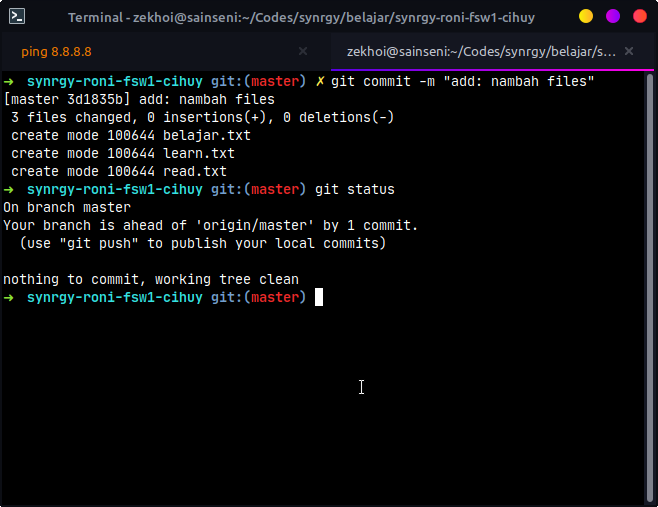 Terminal - zekhoi@sainseni:~/Codes/synrgy/belajar/synrgy-roni-fsw1-cihuy
ping 8.8.8.8
zekhoi@sainseni:~/Codes/synrgy/belajar/s...
➜  synrgy-roni-fsw1-cihuy git:(master) ✗ git commit -m "add: nambah files"
[master 3d1835b] add: nambah files
 3 files changed, 0 insertions(+), 0 deletions(-)
 create mode 100644 belajar.txt
 create mode 100644 learn.txt
 create mode 100644 read.txt
➜  synrgy-roni-fsw1-cihuy git:(master) git status
On branch master
Your branch is ahead of 'origin/master' by 1 commit.
  (use "git push" to publish your local commits)
nothing to commit, working tree clean
➜  synrgy-roni-fsw1-cihuy git:(master)